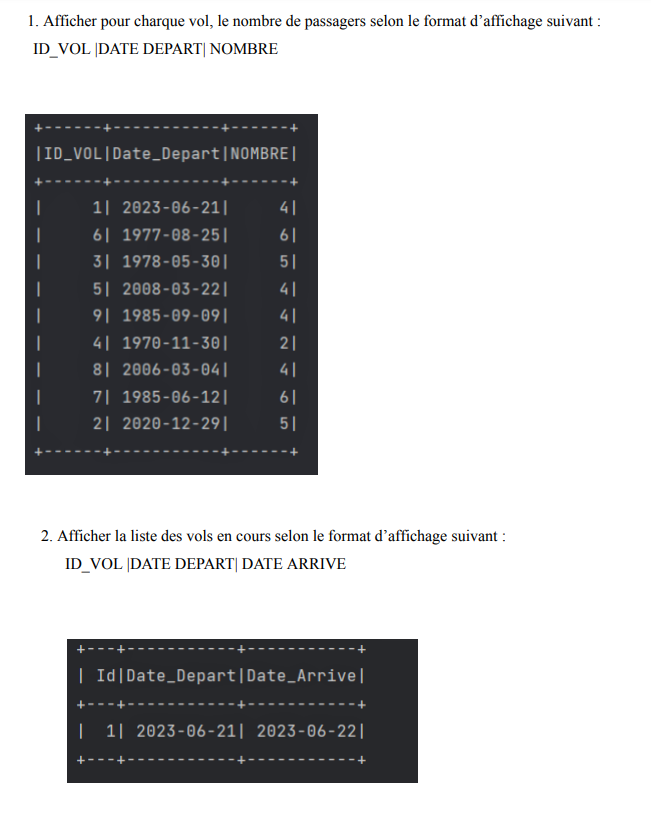 1. Afficher pour charque vol, le nombre de passagers selon le format d’affichage suivant :
ID_VOL |DATE DEPART| NOMBRE
+------+-----------+------+
|ID_VOL|Date_Depart|NOMBRE|
+------+-----------+------+
|     1| 2023-06-21|     4|
|     6| 1977-08-25|     6|
|     3| 1978-05-30|     5|
|     5| 2008-03-22|     4|
|     9| 1985-09-09|     4|
|     4| 1970-11-30|     2|
|     8| 2006-03-04|     4|
|     7| 1985-06-12|     6|
|     2| 2020-12-29|     5|
+------+-----------+------+
2. Afficher la liste des vols en cours selon le format d’affichage suivant :
ID_VOL |DATE DEPART| DATE ARRIVE
+---+-----------+-----------+
| Id|Date_Depart|Date_Arrive|
+---+-----------+-----------+
|  1| 2023-06-21| 2023-06-22|
+---+-----------+-----------+